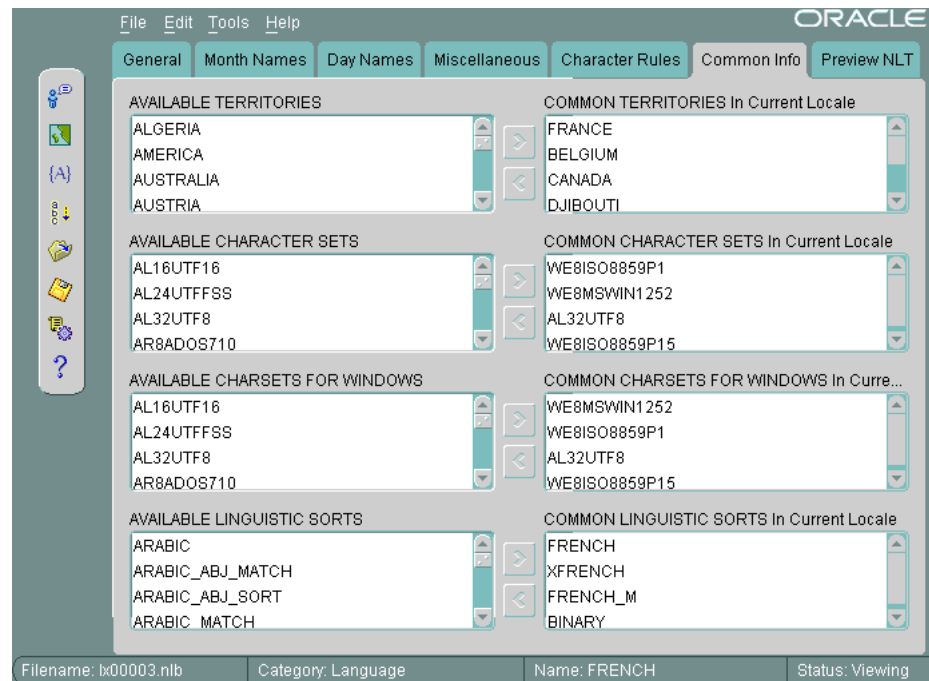 File Edit Tools Help
ORACLE
General Month Names Day Names Miscellaneous Character Rules Common Info Preview NLT
{A}
a
b
c
?
AVAILABLE TERRITORIES
ALGERIA
AMERICA
AUSTRALIA
AUSTRIA
COMMON TERRITORIES In Current Locale
FRANCE
BELGIUM
CANADA
DJIBOUTI
AVAILABLE CHARACTER SETS
AL16UTF16
AL24UTFFSS
AL32UTF8
AR8ADOS710
COMMON CHARACTER SETS In Current Locale
WE8ISO8859P1
WE8MSWIN1252
AL32UTF8
WE8ISO8859P15
AVAILABLE CHARSETS FOR WINDOWS
AL16UTF16
AL24UTFFSS
AL32UTF8
AR8ADOS710
COMMON CHARSETS FOR WINDOWS In Curre...
WE8MSWIN1252
WE8ISO8859P1
AL32UTF8
WE8ISO8859P15
AVAILABLE LINGUISTIC SORTS
ARABIC
ARABIC_ABJ_MATCH
ARABIC_ABJ_SORT
ARABIC_MATCH
COMMON LINGUISTIC SORTS In Current Locale
FRENCH
XFRENCH
FRENCH_M
BINARY
Filename: lx00003.nlb Category: Language Name: FRENCH Status: Viewing